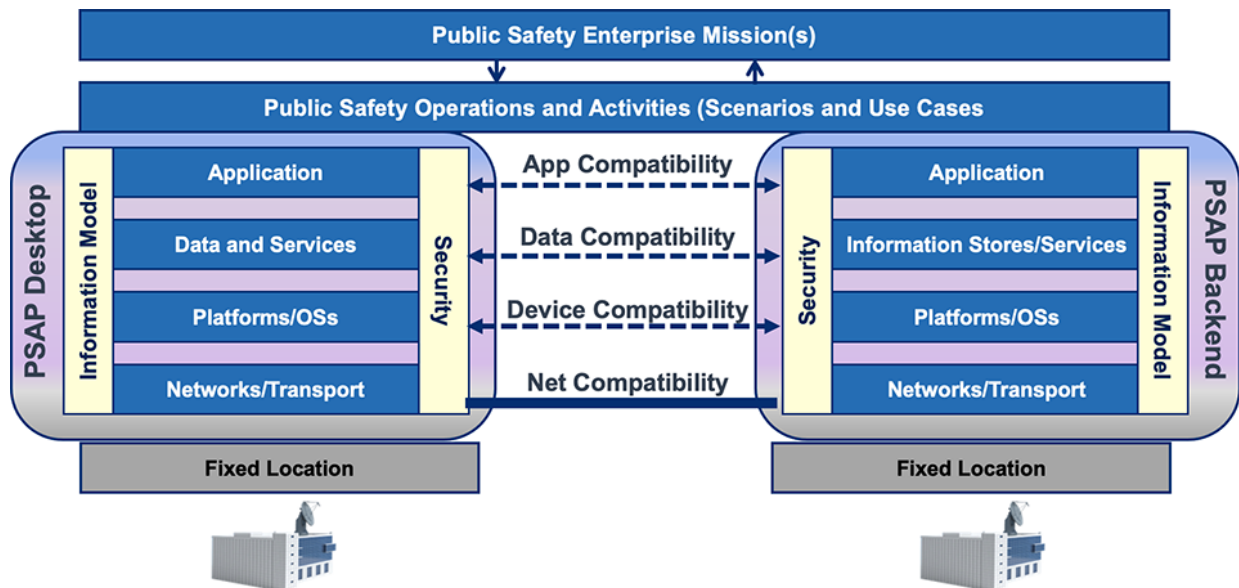 Public Safety Enterprise Mission(s)
Public Safety Operations and Activities (Scenarios and Use Cases
PSAP Desktop
Information Model
Application
Data and Services
Platforms/OSs
Networks/Transport
Security
App Compatibility
Data Compatibility
Device Compatibility
Net Compatibility
Security
Application
Information Stores/Services
Platforms/OSs
Networks/Transport
Information Model
PSAP Backend
Fixed Location
Fixed Location